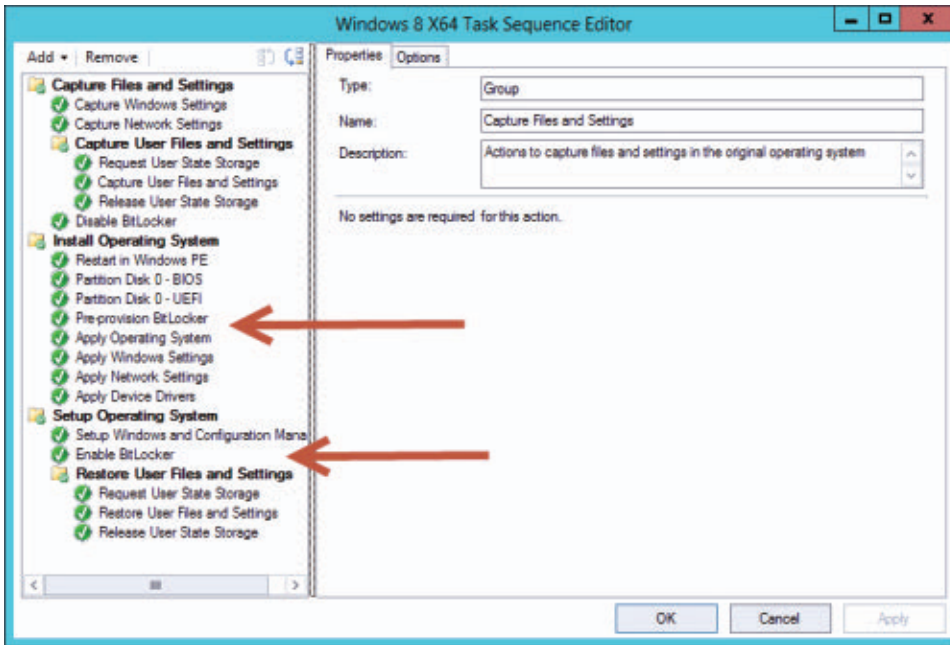 Windows 8 X64 Task Sequence Editor
Add Remove
Properties Options
Capture Files and Settings
Capture Windows Settings
Capture Network Settings
Capture User Files and Settings
Request User State Storage
Capture User Files and Settings
Release User State Storage
Disable BitLocker
Install Operating System
Restart in Windows PE
Partition Disk 0 - BIOS
Partition Disk 0 - UEFI
Pre-provision BitLocker
Apply Operating System
Apply Windows Settings
Apply Network Settings
Apply Device Drivers
Setup Operating System
Setup Windows and Configuration Mana
Enable BitLocker
Restore User Files and Settings
Request User State Storage
Restore User Files and Settings
Release User State Storage
Type: Group
Name: Capture Files and Settings
Description: Actions to capture files and settings in the original operating system
No settings are required for this action.
OK Cancel Apply